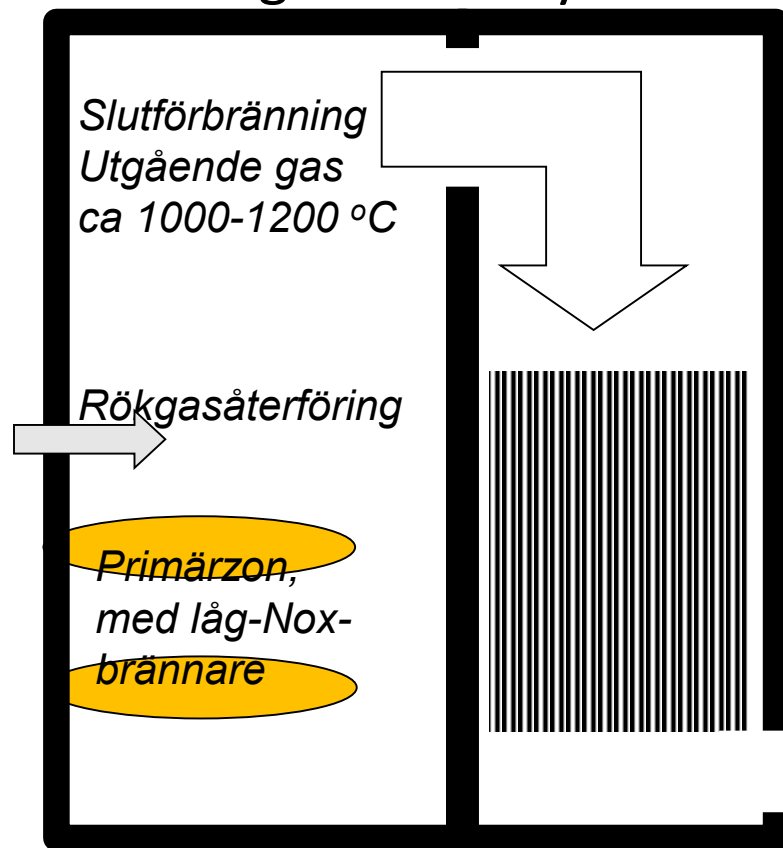 Slutförbränning
Utgående gas
ca 1000-1200 ºC
Rökgasåterföring
Primärzon,
med låg-Nox-
brännare